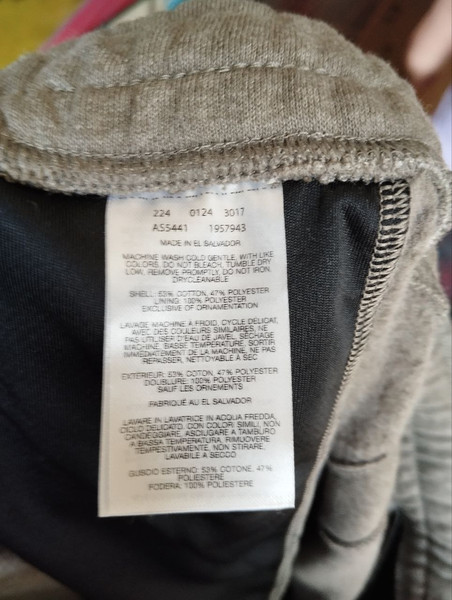 224 0124 3017
AS5441 1957943
MADE IN EL SALVADOR
MACHINE WASH COLD GENTLE, WITH LIKE
COLORS, DO NOT BLEACH, TUMBLE DRY
LOW, REMOVE PROMPTLY, DO NOT IRON,
DRYCLEANABLE
SHELL: 53% COTTON, 47% POLYESTER
LINING: 100% POLYESTER
EXCLUSIVE OF ORNAMENTATION
LAVAGE MACHINE A FROID, CYCLE DÉLICAT,
AVEC DES COULEURS SIMILAIRES, NE
PAS UTILISER D'EAU DE JAVEL, SÉCHAGE
MACHINE, BASSE TEMPÉRATURE, SORTIR
IMMÉDIATEMENT DE LA MACHINE, NE PAS
REPASSER, NETTOYABLE A SEC
EXTÉRIEUR: 53% COTON, 47% POLYESTER
DOUBLURE: 100% POLYESTER
SAUF LES ORNEMENTS
FABRIQUÉ AU EL SALVADOR
LAVARE IN LAVATRICE IN ACQUA FREDDA,
CICLO DELICATO, CON COLORI SIMILI, NON
CANDEGGIARE, ASCIUGARE A TAMBURO
A BASSA TEMPERATURA, RIMUOVERE
TEMPESTIVAMENTE, NON STIRARE,
LAVABILE A SECCO
GUSCIO ESTERNO: 53% COTONE, 47%
POLIESTERE
FODERA: 100% POLIESTERE